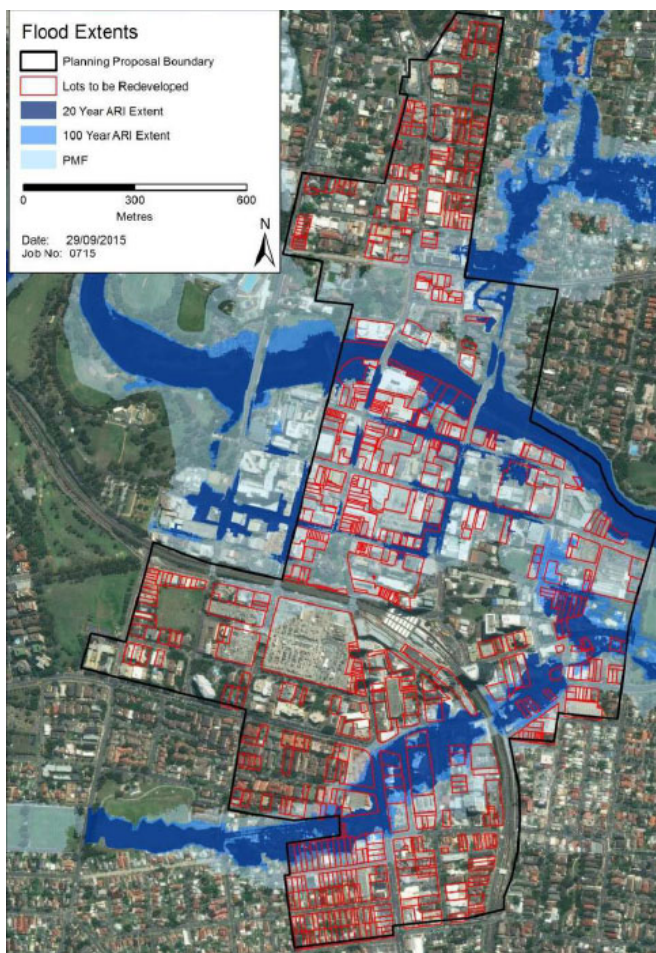 Flood Extents
Planning Proposal Boundary
Lots to be Redeveloped
20 Year ARI Extent
100 Year ARI Extent
PMF
0 300 600
Metres
N
Date: 29/09/2015
Job No: 0715